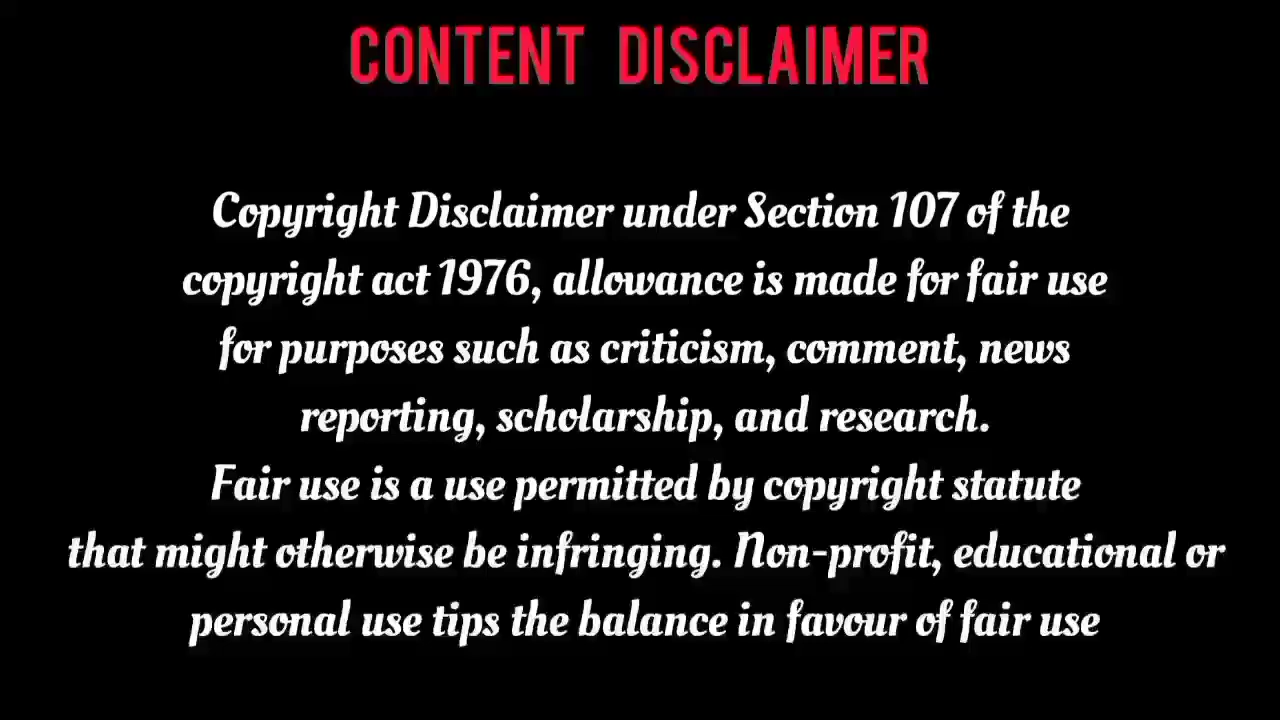 CONTENT DISCLAIMER
Copyright Disclaimer under Section 107 of the
copyright act 1976, allowance is made for fair use
for purposes such as criticism, comment, news
reporting, scholarship, and research.
Fair use is a use permitted by copyright statute
that might otherwise be infringing. Non-profit, educational or
personal use tips the balance in favour of fair use